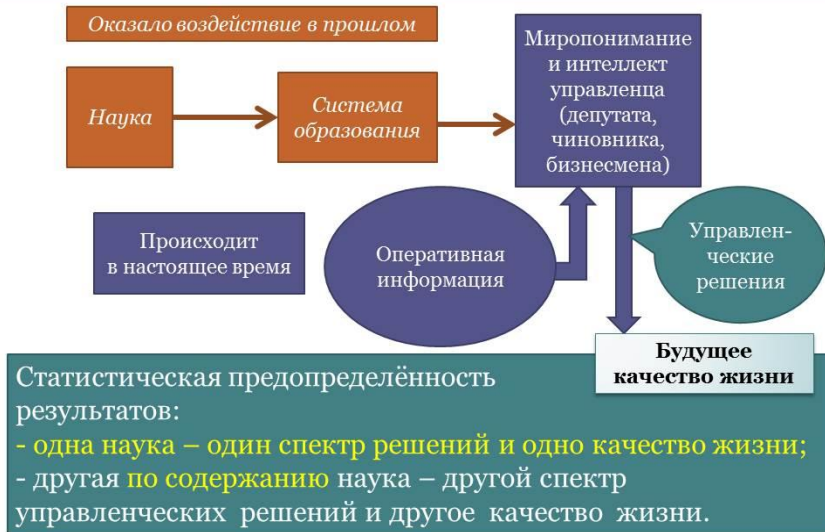 Оказало воздействие в прошлом
Миропонимание
и интеллект
управленца
(депутата,
чиновника,
бизнесмена)
Наука
Система
образования
Происходит
в настоящее время
Оперативная
информация
Управлен-
ческие
решения
Будущее
качество жизни
Статистическая предопределённость
результатов:
- одна наука – один спектр решений и одно качество жизни;
- другая по содержанию наука – другой спектр
управленческих решений и другое качество жизни.